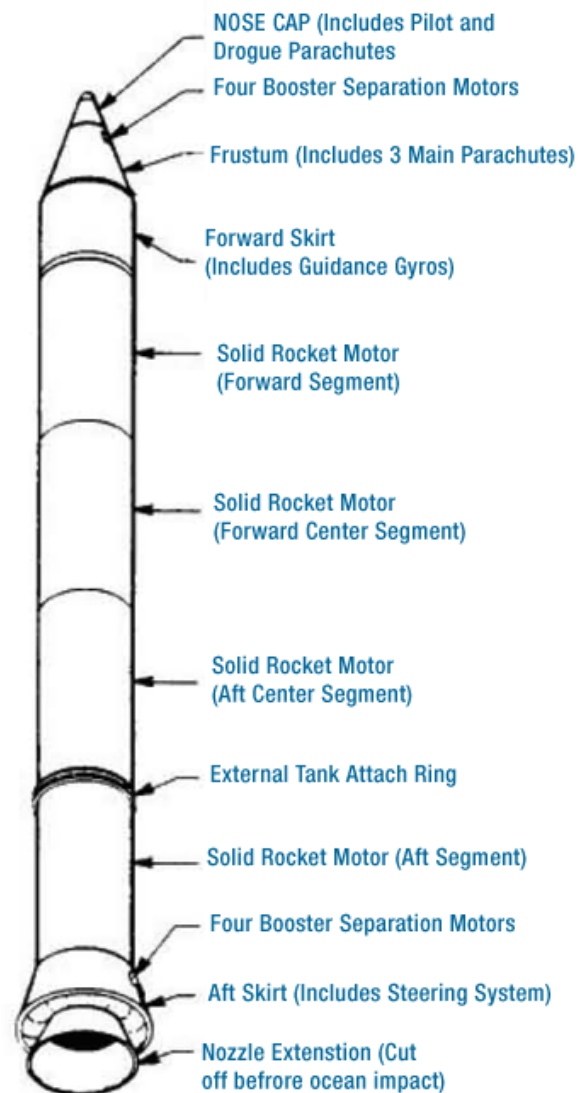 NOSE CAP (Includes Pilot and
Drogue Parachutes
Four Booster Separation Motors
Frustum (Includes 3 Main Parachutes)
Forward Skirt
(Includes Guidance Gyros)
Solid Rocket Motor
(Forward Segment)
Solid Rocket Motor
(Forward Center Segment)
Solid Rocket Motor
(Aft Center Segment)
External Tank Attach Ring
Solid Rocket Motor (Aft Segment)
Four Booster Separation Motors
Aft Skirt (Includes Steering System)
Nozzle Extenstion (Cut
off befrore ocean impact)